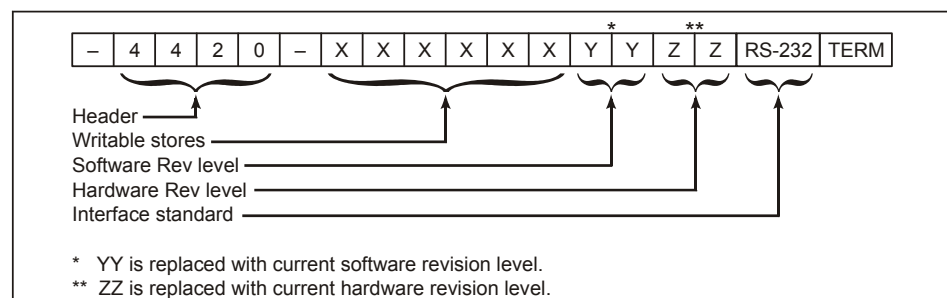 * **
– 4 4 2 0 – X X X X X X Y Y Z Z RS-232 TERM
Header
Writable stores
Software Rev level
Hardware Rev level
Interface standard
* YY is replaced with current software revision level.
** ZZ is replaced with current hardware revision level.